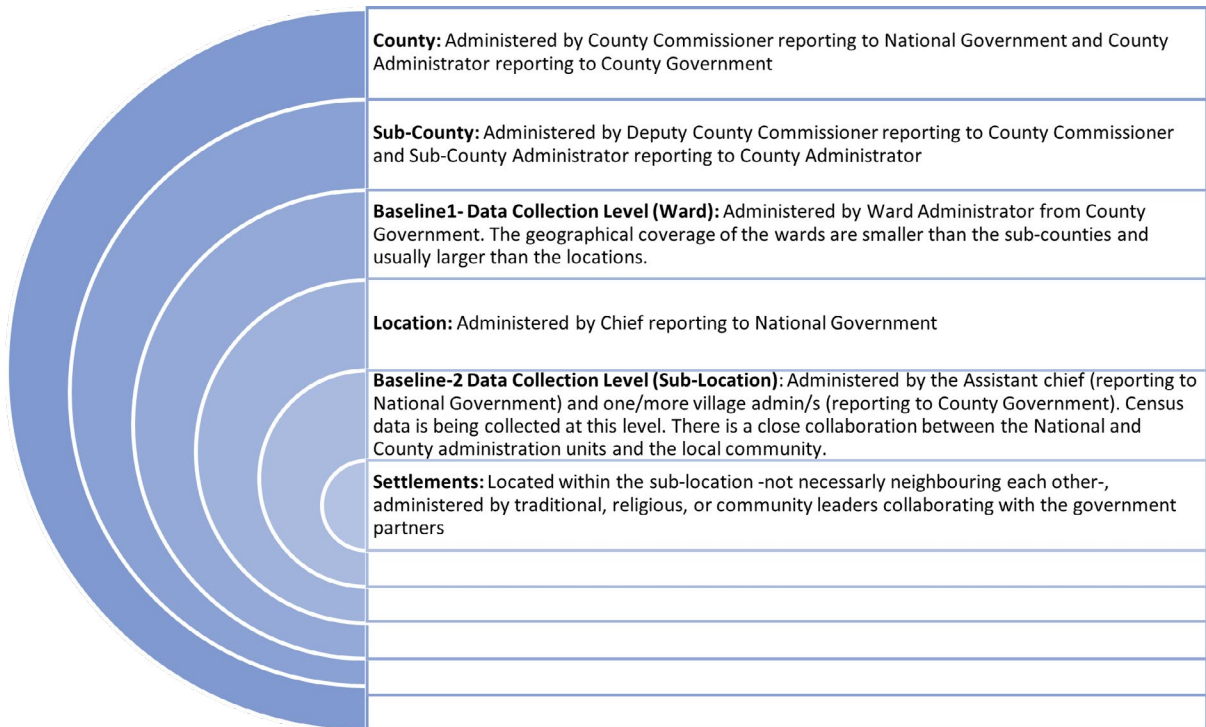 County: Administered by County Commissioner reporting to National Government and County
Administrator reporting to County Government
Sub-County: Administered by Deputy County Commissioner reporting to County Commissioner
and Sub-County Administrator reporting to County Administrator
Baseline1- Data Collection Level (Ward): Administered by Ward Administrator from County
Government. The geographical coverage of the wards are smaller than the sub-counties and
usually larger than the locations.
Location: Administered by Chief reporting to National Government
Baseline-2 Data Collection Level (Sub-Location): Administered by the Assistant chief (reporting to
National Government) and one/more village admin/s (reporting to County Government). Census
data is being collected at this level. There is a close collaboration between the National and
County administration units and the local community.
Settlements: Located within the sub-location -not necessarly neighbouring each other-,
administered by traditional, religious, or community leaders collaborating with the government
partners